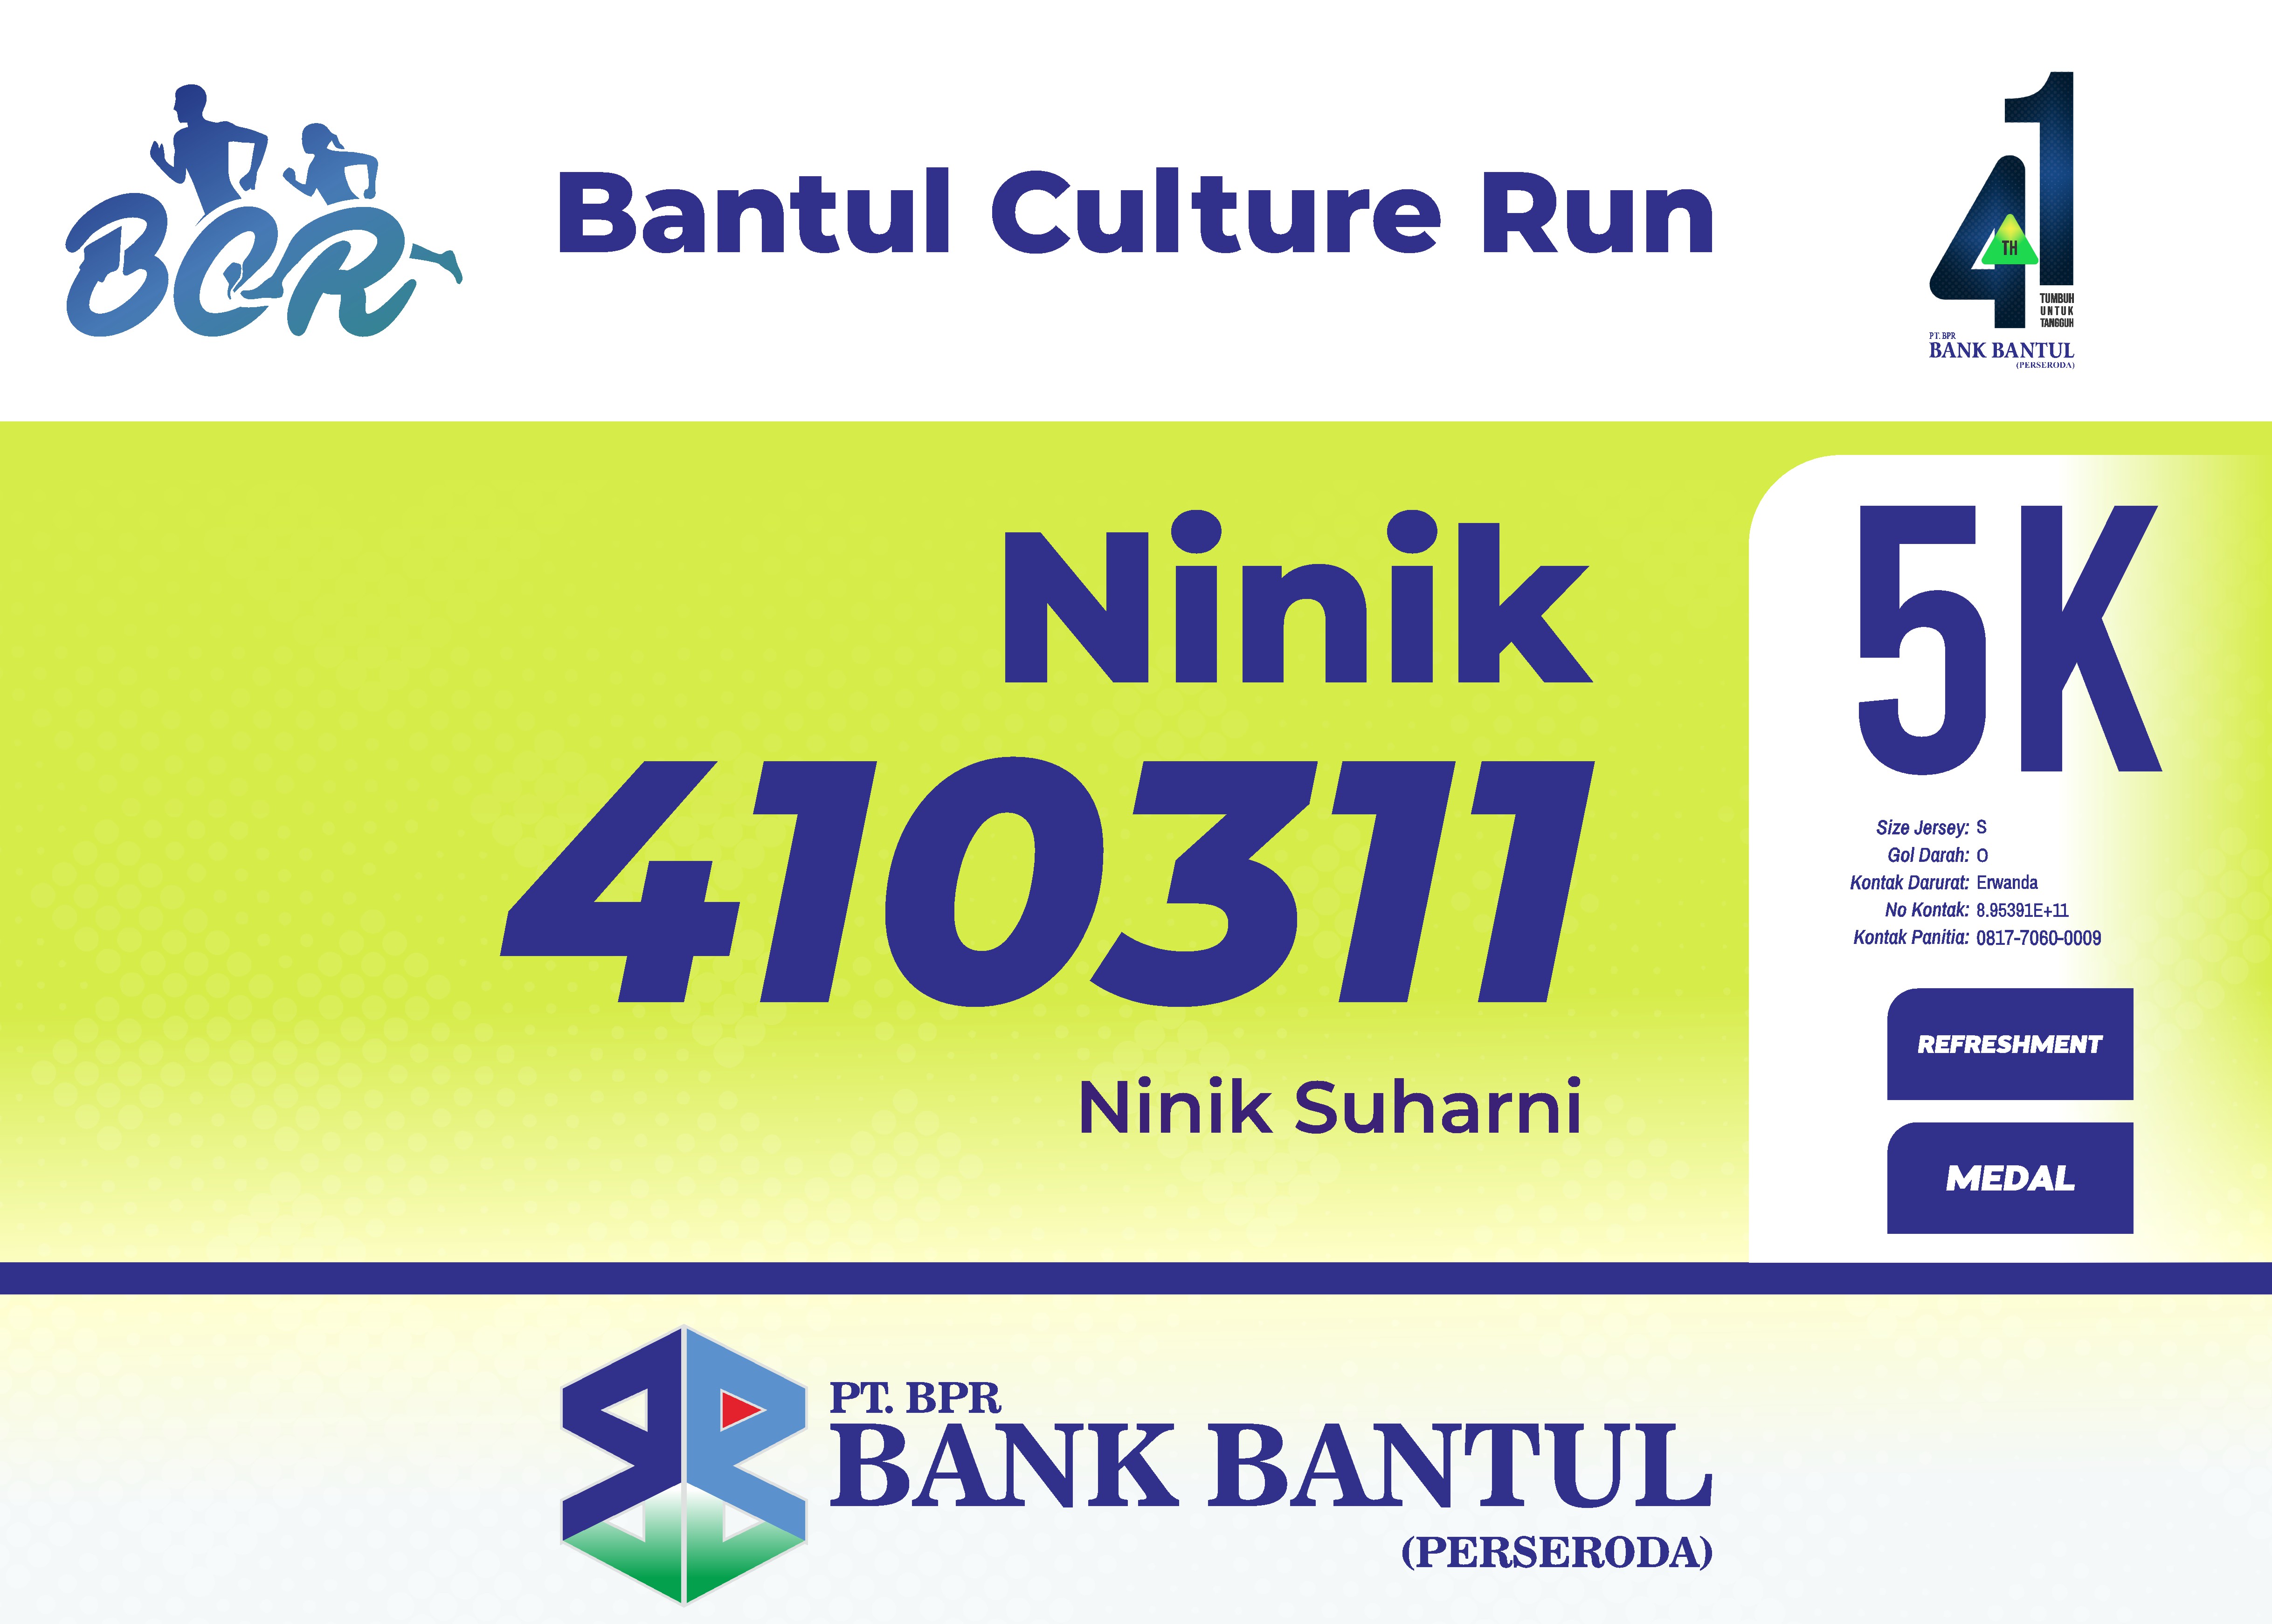 BCR
Bantul Culture Run
41
TH
TUMBUH
UNTUK
TANGGUH
PT. BPR
BANK BANTUL
(PERSERODA)
Ninik
410311
Ninik Suharni
5K
Size Jersey: S
Gol Darah: O
Kontak Darurat: Erwanda
No Kontak: 8.95391E+11
Kontak Panitia: 0817-7060-0009
REFRESHMENT
MEDAL
PT. BPR
BANK BANTUL
(PERSERODA)